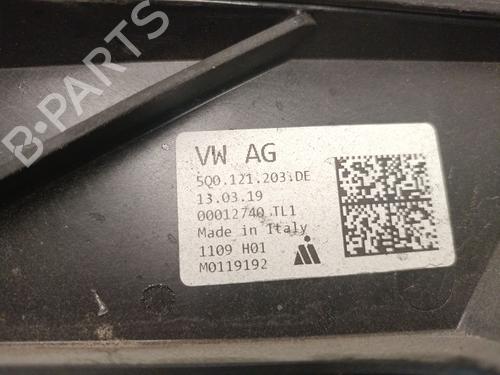 B-PARTS
VW AG
5Q0.121.203.DE
13.03.19
00012740 TL1
Made in Italy
1109 H01
M0119192